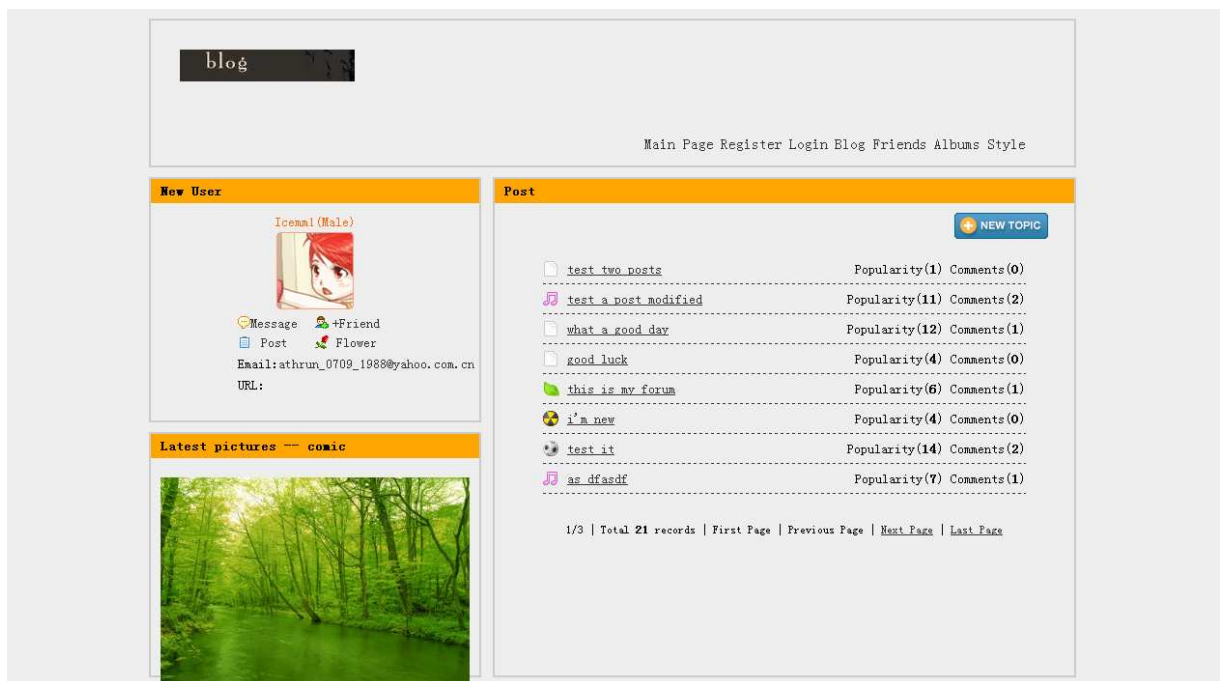 blog
Main Page Register Login Blog Friends Albums Style
New User
Icemml(Male)
Message +Friend
Post Flower
Email:athrun_0709_1988@yahoo.com.cn
URL:
Latest pictures -- comic
Post
NEW TOPIC
test two posts Popularity(1) Comments(0)
test a post modified Popularity(11) Comments(2)
what a good day Popularity(12) Comments(1)
good luck Popularity(4) Comments(0)
this is my forum Popularity(6) Comments(1)
i'm new Popularity(4) Comments(0)
test it Popularity(14) Comments(2)
as dfasdf Popularity(7) Comments(1)
1/3 | Total 21 records | First Page | Previous Page | Next Page | Last Page